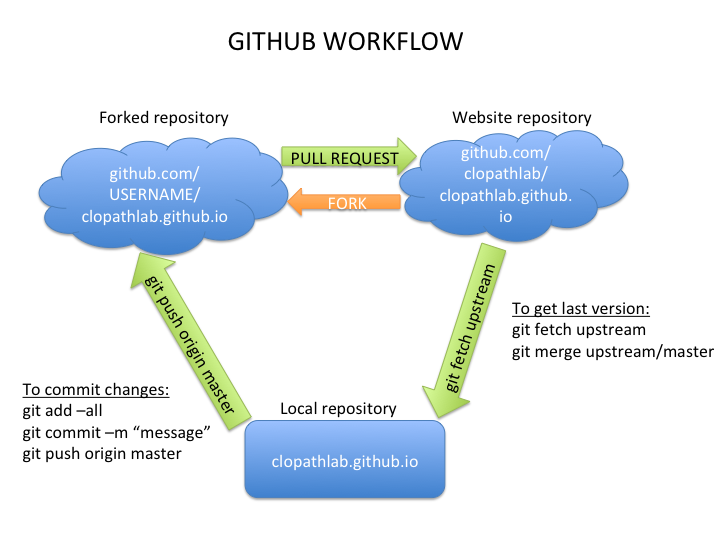 GITHUB WORKFLOW
Forked repository
Website repository
github.com/
USERNAME/
clopathlab.github.io
PULL REQUEST
FORK
github.com/
clopathlab/
clopathlab.github.
io
git push origin master
git fetch upstream
To get last version:
git fetch upstream
git merge upstream/master
To commit changes:
git add –all
git commit –m “message”
git push origin master
Local repository
clopathlab.github.io